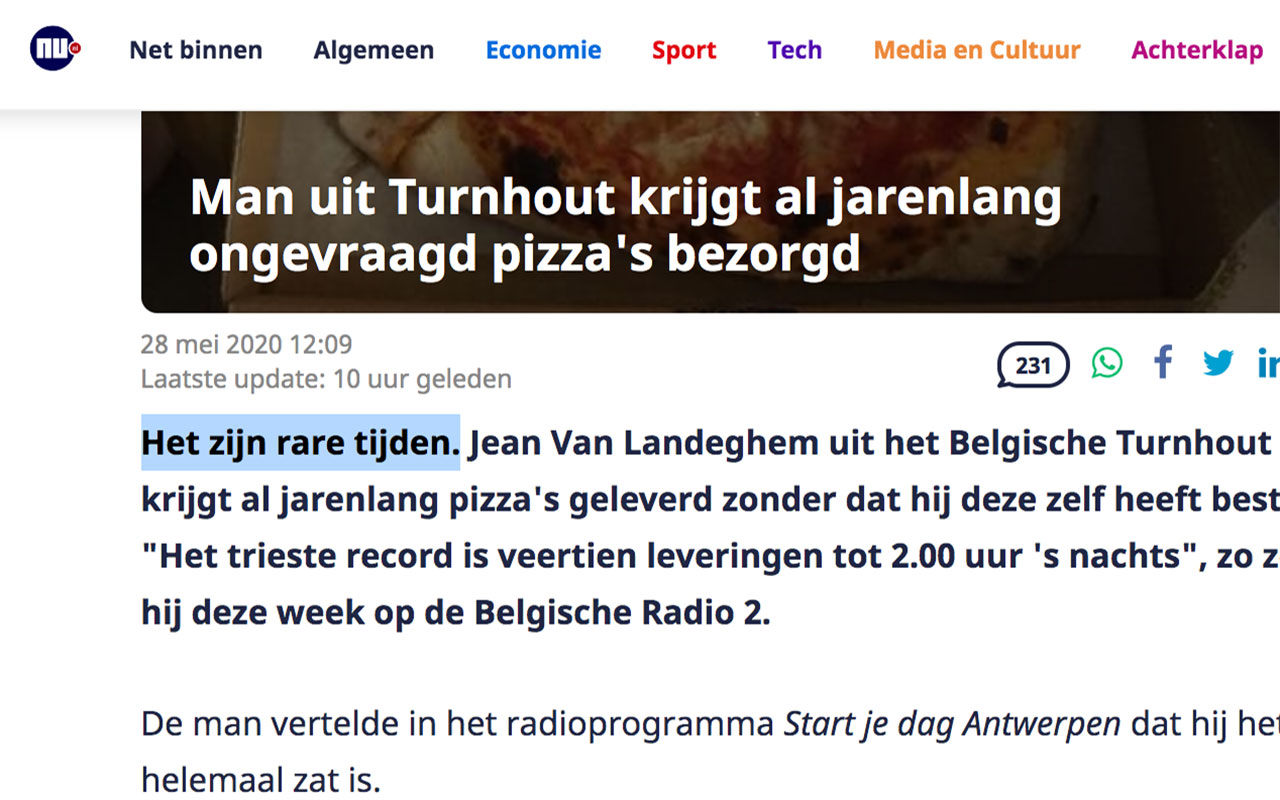 nu nl Net binnen Algemeen Economie Sport Tech Media en Cultuur Achterklap
Man uit Turnhout krijgt al jarenlang
ongevraagd pizza's bezorgd
28 mei 2020 12:09
Laatste update: 10 uur geleden
231
Het zijn rare tijden. Jean Van Landeghem uit het Belgische Turnhout
krijgt al jarenlang pizza's geleverd zonder dat hij deze zelf heeft best
"Het trieste record is veertien leveringen tot 2.00 uur 's nachts", zo z
hij deze week op de Belgische Radio 2.
De man vertelde in het radioprogramma Start je dag Antwerpen dat hij het
helemaal zat is.